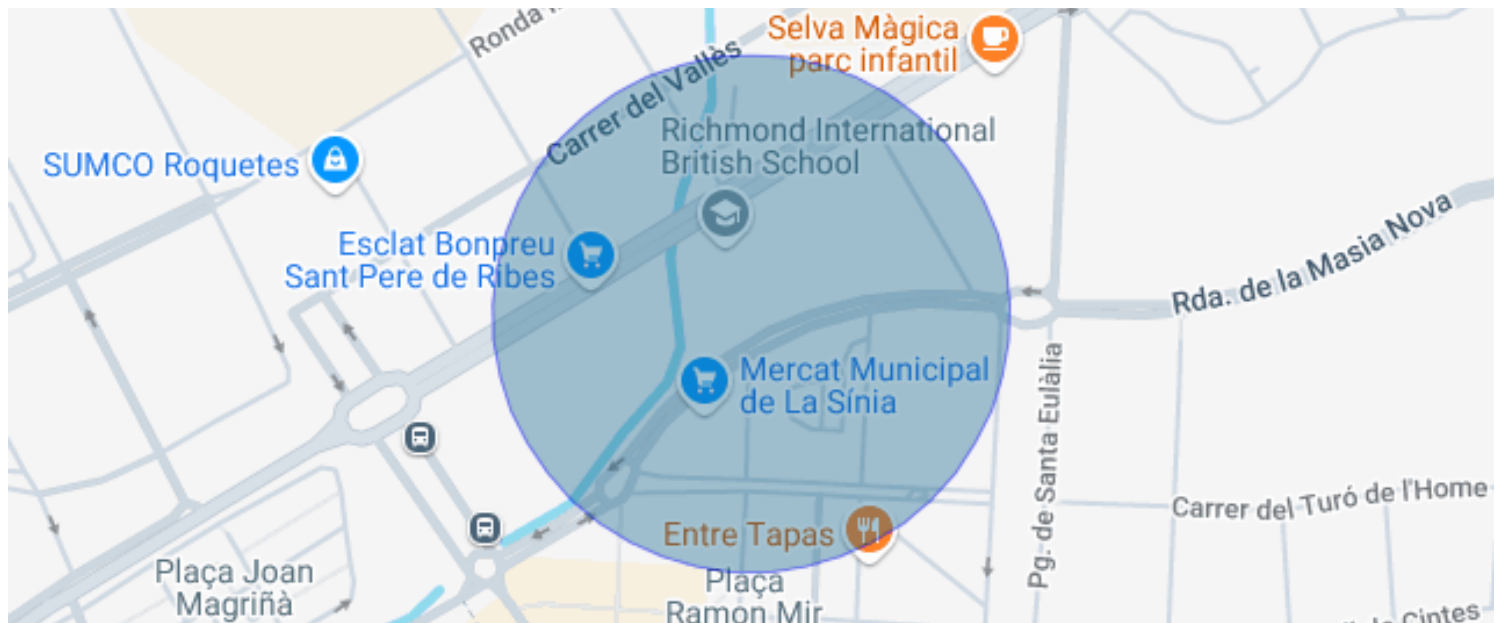 Selva Màgica
parc infantil
Ronda
Carrer del Vallès
Richmond International
British School
SUMCO Roquetes
Esclat Bonpreu
Sant Pere de Ribes
Rda. de la Masia Nova
Mercat Municipal
de La Sínia
Pg. de Santa Eulàlia
Carrer del Turó de l'Home
Entre Tapas
Plaça Joan
Magriñà
Plaça
Ramon Mir
Cintes